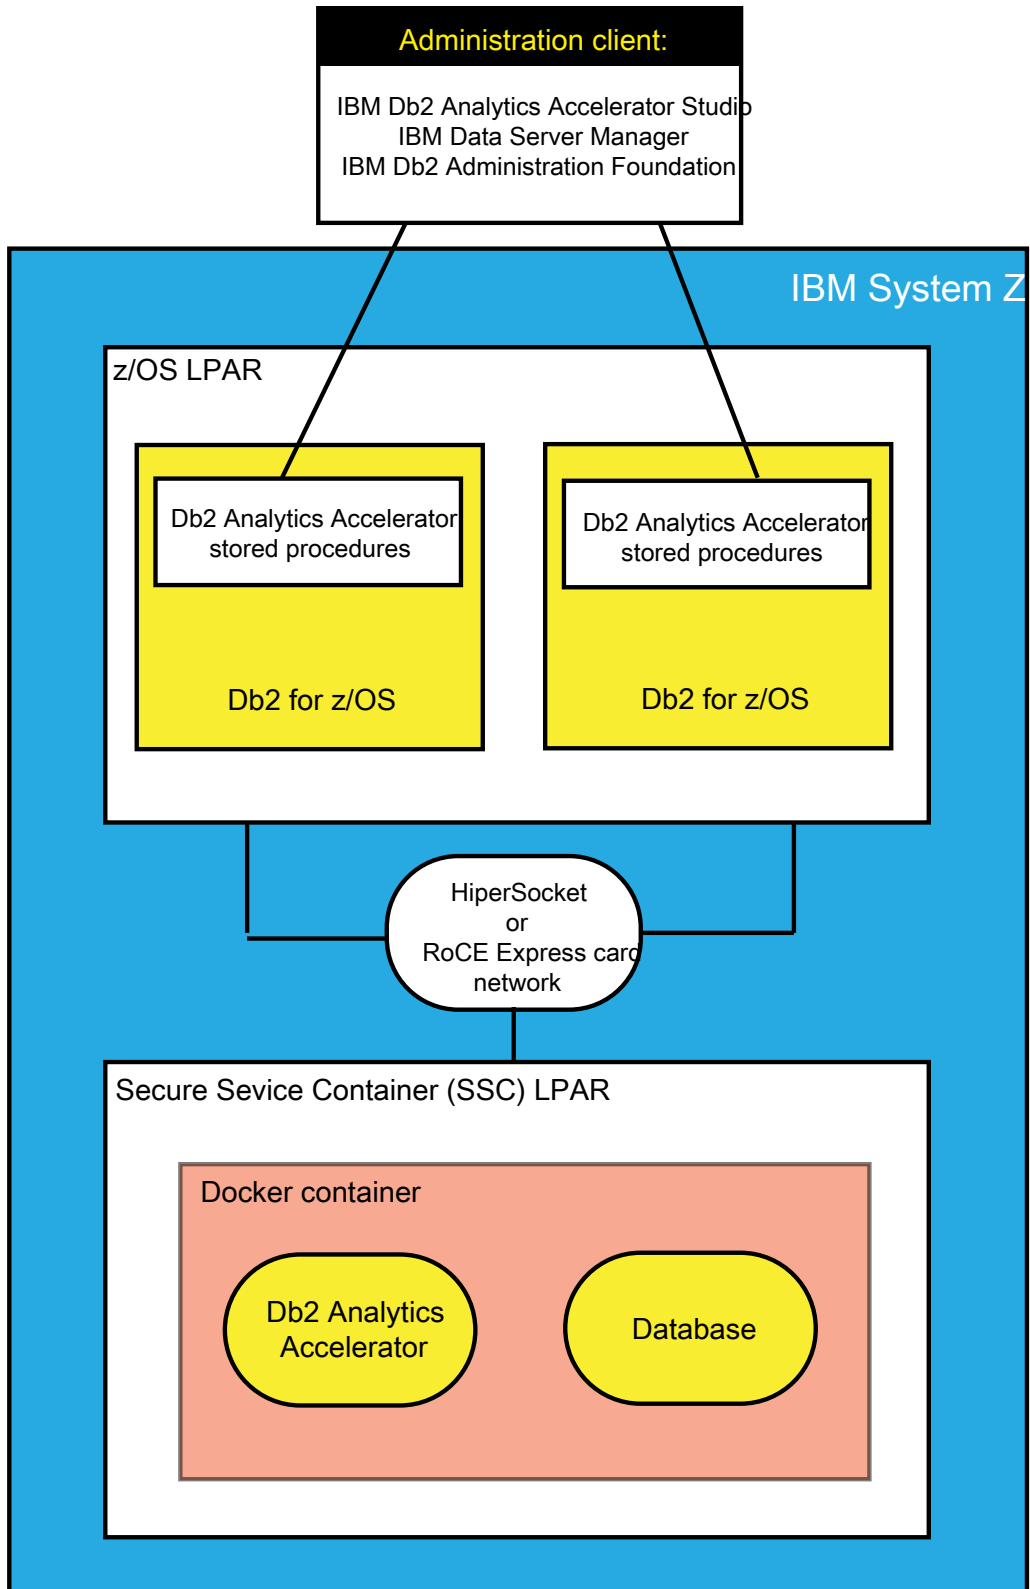 Administration client:
IBM Db2 Analytics Accelerator Studio
IBM Data Server Manager
IBM Db2 Administration Foundation
IBM System Z
z/OS LPAR
Db2 Analytics Accelerator
stored procedures
Db2 for z/OS
Db2 Analytics Accelerator
stored procedures
Db2 for z/OS
HiperSocket
or
RoCE Express card
network
Secure Sevice Container (SSC) LPAR
Docker container
Db2 Analytics
Accelerator
Database